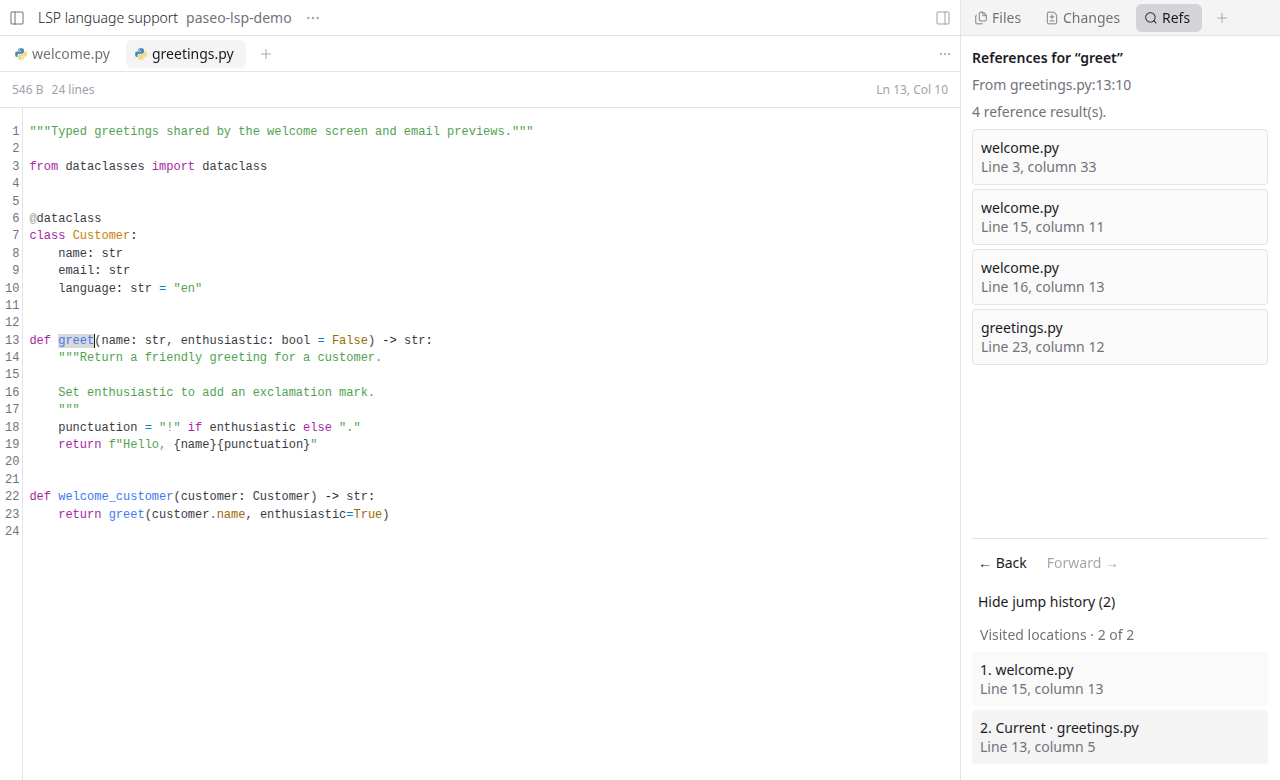 LSP language support paseo-lsp-demo ···
Files Changes Refs +
welcome.py greetings.py + ···
546 B 24 lines Ln 13, Col 10
1 """Typed greetings shared by the welcome screen and email previews."""
2
3 from dataclasses import dataclass
4
5
6 @dataclass
7 class Customer:
8 name: str
9 email: str
10 language: str = "en"
11
12
13 def greet(name: str, enthusiastic: bool = False) -> str:
14 """Return a friendly greeting for a customer.
15
16 Set enthusiastic to add an exclamation mark.
17 """
18 punctuation = "!" if enthusiastic else "."
19 return f"Hello, {name}{punctuation}"
20
21
22 def welcome_customer(customer: Customer) -> str:
23 return greet(customer.name, enthusiastic=True)
24
References for “greet”
From greetings.py:13:10
4 reference result(s).
welcome.py
Line 3, column 33
welcome.py
Line 15, column 11
welcome.py
Line 16, column 13
greetings.py
Line 23, column 12
← Back Forward →
Hide jump history (2)
Visited locations · 2 of 2
1. welcome.py
Line 15, column 13
2. Current · greetings.py
Line 13, column 5